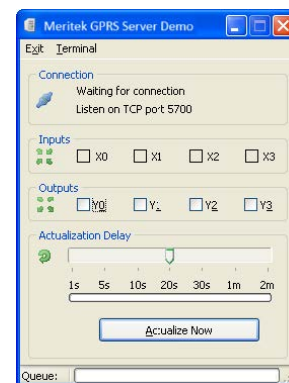 Meritek GPRS Server Demo
Exit Terminal
Connection
Waiting for connection
Listen on TCP port 5700
Inputs
X0 X1 X2 X3
Outputs
Y0 Y1 Y2 Y3
Actualization Delay
1s 5s 10s 20s 30s 1m 2m
Actualize Now
Queue: